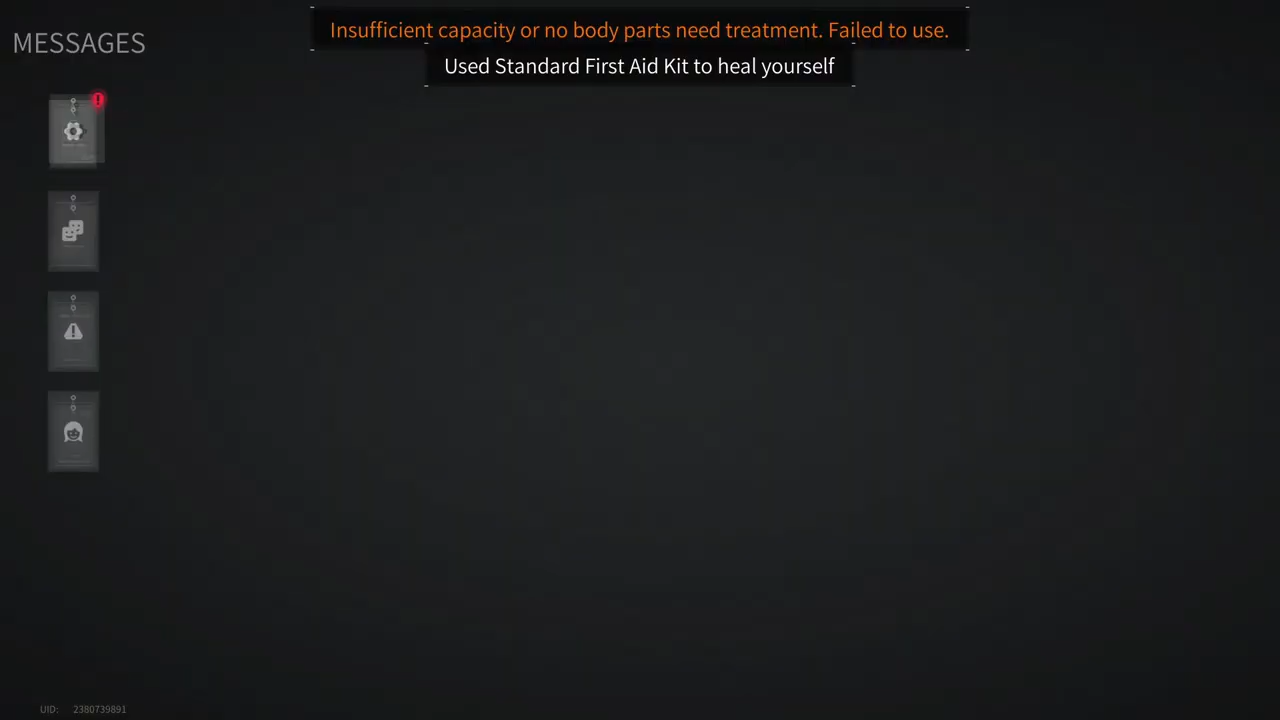 Insufficient capacity or no body parts need treatment. Failed to use.
MESSAGES
Used Standard First Aid Kit to heal yourself
UID: 2380739891